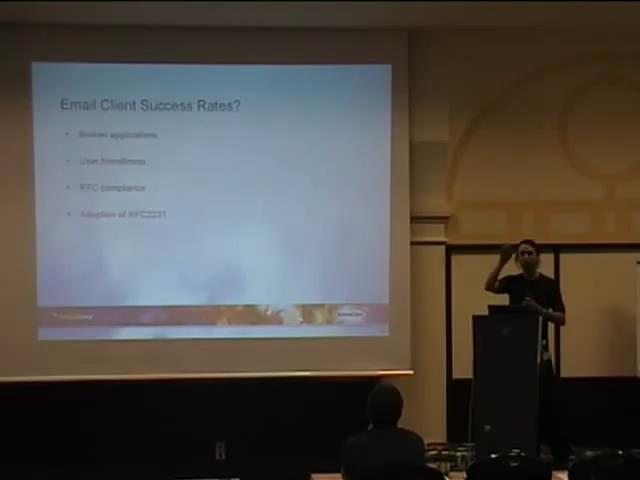 Email Client Success Rates?
Broken applications
User friendliness
RFC compliance
Adoption of RFC2231